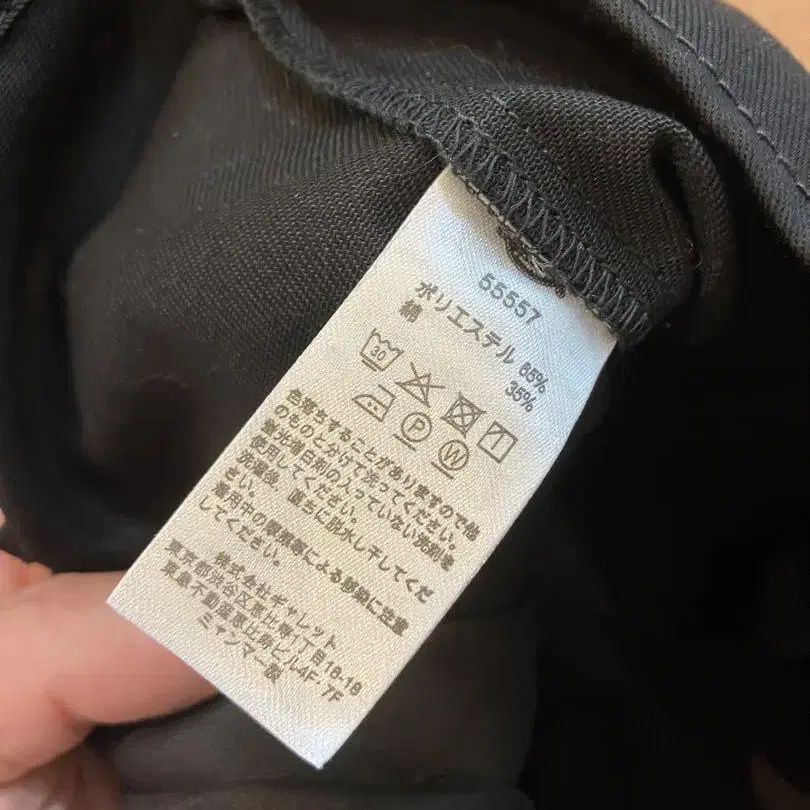 55557
ポリエステル 65%
綿 35%
30
P W
色落ちすることがありますので他
のものとわけて洗ってください。
蛍光増白剤の入っていない洗剤を
使用してください。
洗濯後、直ちに脱水し干してくだ
さい。
着用中の摩擦等による移染に注意
してください。
株式会社ギャレット
東京都渋谷区恵比寿1丁目18-18
東急不動産恵比寿ビル4F・7F
ミャンマー製